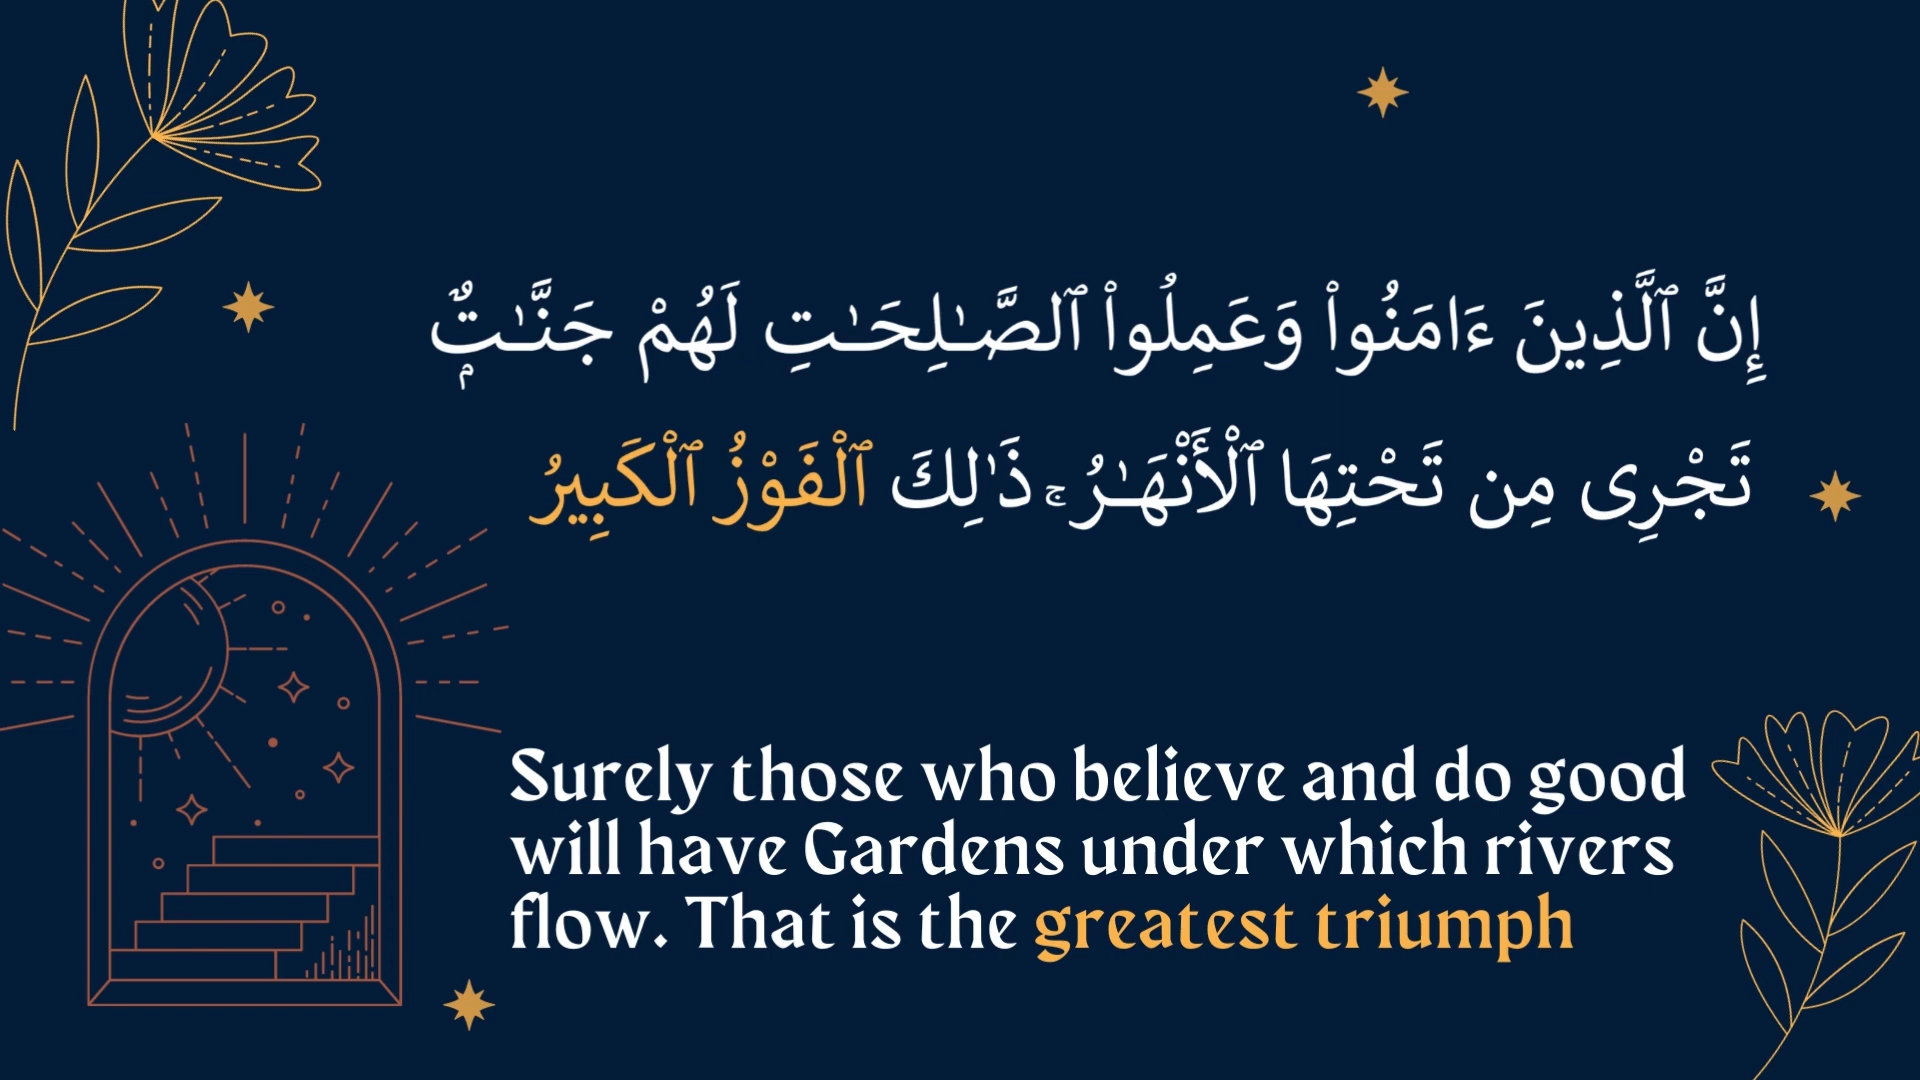 إِنَّ ٱلَّذِينَ ءَامَنُوا۟ وَعَمِلُوا۟ ٱلصَّـٰلِحَـٰتِ لَهُمْ جَنَّـٰتٌۭ
تَجْرِى مِن تَحْتِهَا ٱلْأَنْهَـٰرُ ۚ ذَٰلِكَ ٱلْفَوْزُ ٱلْكَبِيرُ
Surely those who believe and do good
will have Gardens under which rivers
flow. That is the greatest triumph